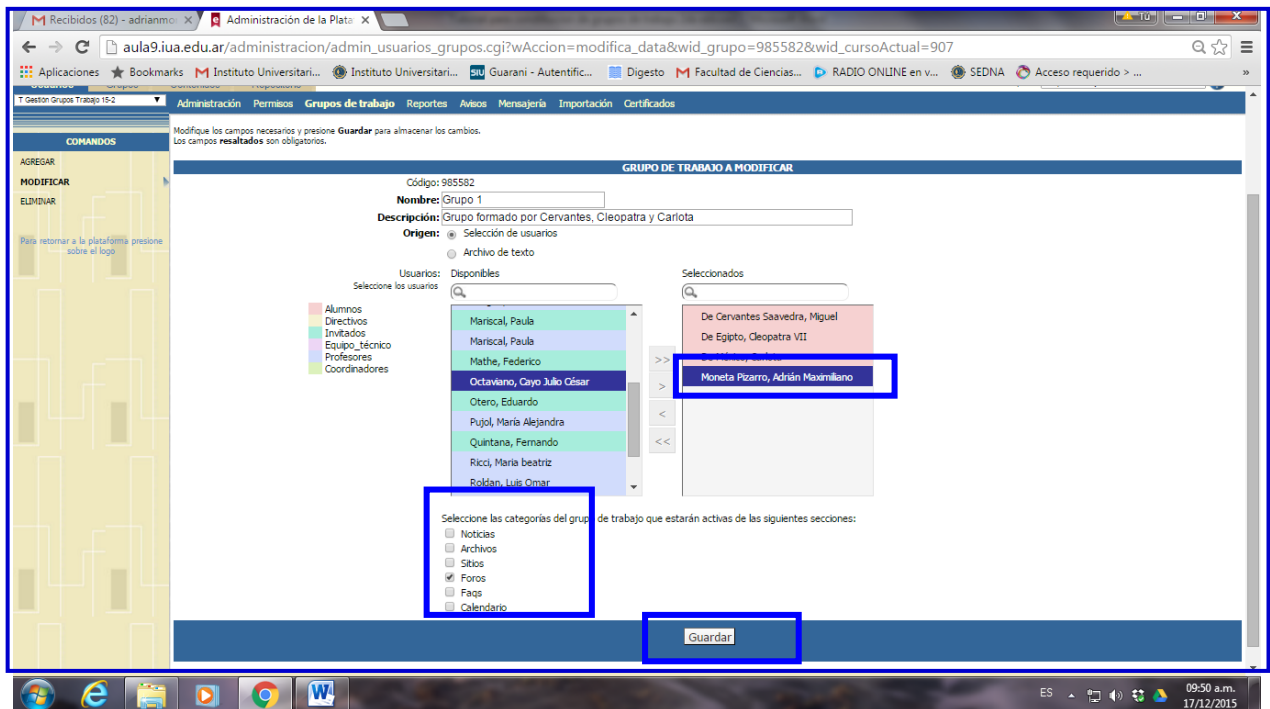 Recibidos (82) - adrianmo
Administración de la Plata
aula9.iua.edu.ar/administracion/admin_usuarios_grupos.cgi?wAccion=modifica_data&wid_grupo=985582&wid_cursoActual=907
Aplicaciones Bookmarks Instituto Universitari... Instituto Universitari... SIU Guarani - Autentific... Digesto Facultad de Ciencias... RADIO ONLINE en v... SEDNA Acceso requerido > ... »
T Gestión Grupos Trabajo 15-2
Administración Permisos Grupos de trabajo Reportes Avisos Mensajería Importación Certificados
COMANDOS
AGREGAR
MODIFICAR
ELIMINAR
Para retornar a la plataforma presione
sobre el logo
Modifique los campos necesarios y presione Guardar para almacenar los cambios.
Los campos resaltados son obligatorios.
GRUPO DE TRABAJO A MODIFICAR
Código: 985582
Nombre: Grupo 1
Descripción: Grupo formado por Cervantes, Cleopatra y Carlota
Origen: Selección de usuarios
Archivo de texto
Usuarios: Disponibles Seleccionados
Seleccione los usuarios
Alumnos
Directivos
Invitados
Equipo_técnico
Profesores
Coordinadores
Mariscal, Paula
Mariscal, Paula
Mathe, Federico
Octaviano, Cayo Julio César
Otero, Eduardo
Pujol, María Alejandra
Quintana, Fernando
Ricci, Maria beatriz
Roldan, Luis Omar
>>
>
<
<<
De Cervantes Saavedra, Miguel
De Egipto, Cleopatra VII
Moneta Pizarro, Adrián Maximiliano
Seleccione las categorías del grupo de trabajo que estarán activas de las siguientes secciones:
Noticias
Archivos
Sitios
Foros
Faqs
Calendario
Guardar
ES
09:50 a.m.
17/12/2015